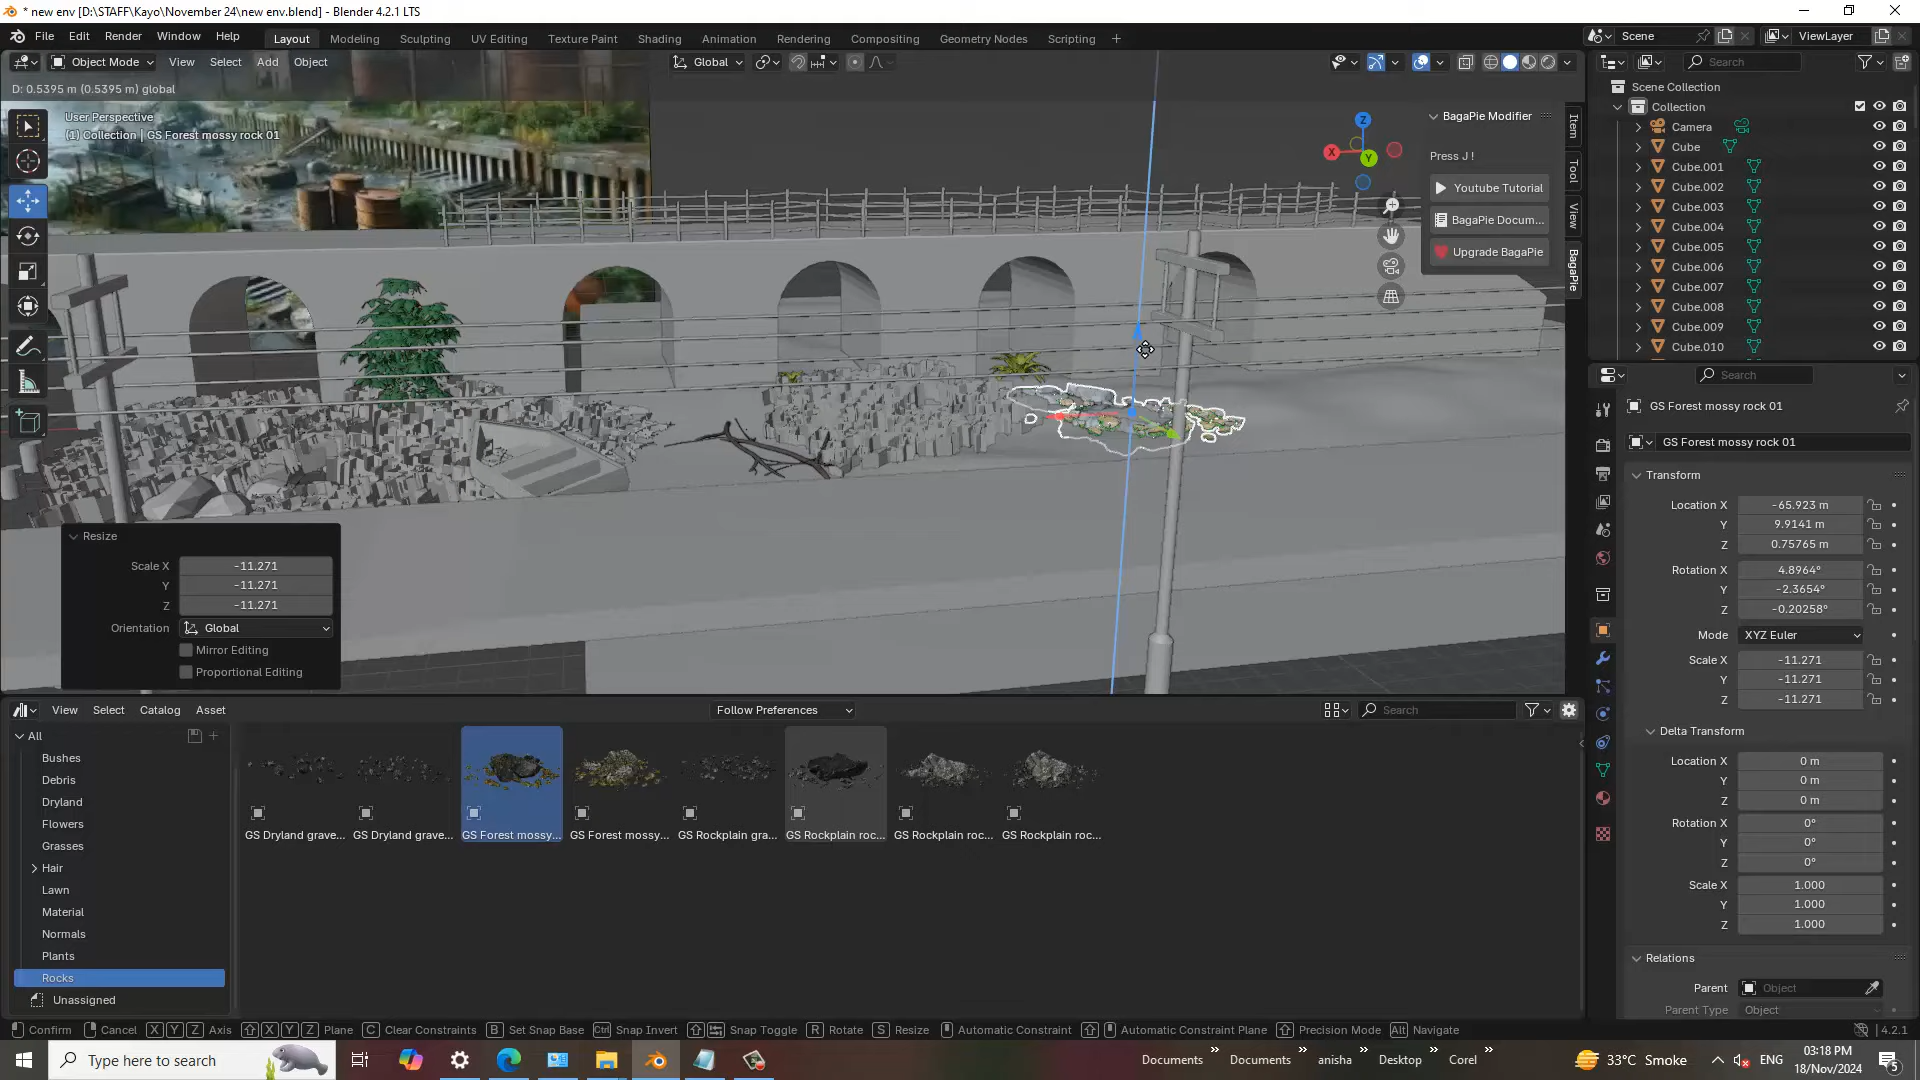 * new env [D:\STAFF\Kayo\November 24\new env.blend] - Blender 4.2.1 LTS
File Edit Render Window Help
Layout Modeling Sculpting UV Editing Texture Paint Shading Animation Rendering Compositing Geometry Nodes Scripting +
Scene ViewLayer
Object Mode View Select Add Object
Global
Search
D: 0.5395 m (0.5395 m) global
User Perspective
(1) Collection | GS Forest mossy rock 01
Z
X
Y
BagaPie Modifier
Press J !
Youtube Tutorial
BagaPie Docum...
Upgrade BagaPie
Item
Tool
View
BagaPie
Scene Collection
Collection
Camera
Cube
Cube.001
Cube.002
Cube.003
Cube.004
Cube.005
Cube.006
Cube.007
Cube.008
Cube.009
Cube.010
Search
GS Forest mossy rock 01
GS Forest mossy rock 01
Transform
Location X -65.923 m
Y 9.9141 m
Z 0.75765 m
Rotation X 4.8964°
Y -2.3654°
Z -0.20258°
Mode XYZ Euler
Scale X -11.271
Y -11.271
Z -11.271
Delta Transform
Location X 0 m
Y 0 m
Z 0 m
Rotation X 0°
Y 0°
Z 0°
Scale X 1.000
Y 1.000
Z 1.000
Relations
Parent Object
Parent Type Object
Resize
Scale X -11.271
Y -11.271
Z -11.271
Orientation Global
Mirror Editing
Proportional Editing
View Select Catalog Asset
Follow Preferences
Search
All
Bushes
Debris
Dryland
Flowers
Grasses
Hair
Lawn
Material
Normals
Plants
Rocks
Unassigned
GS Dryland grave... GS Dryland grave... GS Forest mossy... GS Forest mossy... GS Rockplain gra... GS Rockplain roc... GS Rockplain roc... GS Rockplain roc...
Confirm Cancel X Y Z Axis X Y Z Plane C Clear Constraints B Set Snap Base Ctrl Snap Invert Snap Toggle R Rotate S Resize Automatic Constraint Automatic Constraint Plane Precision Mode Alt Navigate
4.2.1
Type here to search
Documents Documents anisha Desktop Corel
33°C Smoke
ENG
03:18 PM
18/Nov/2024
5